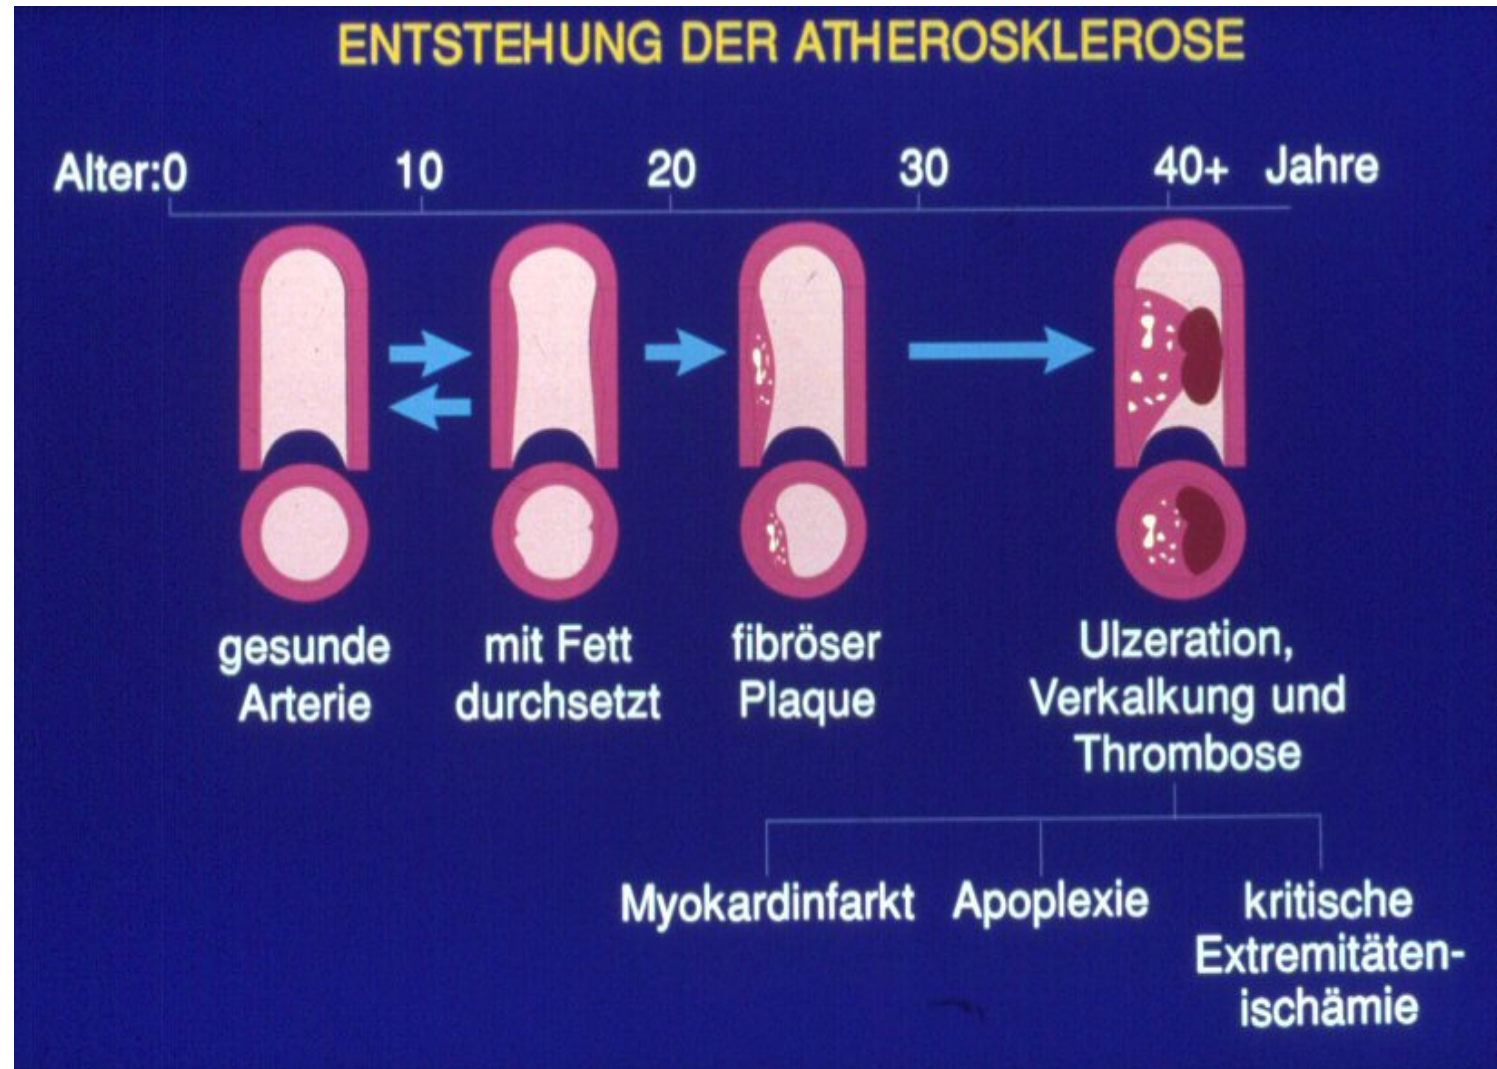 ENTSTEHUNG DER ATHEROSKLEROSE
Alter:0 10 20 30 40+ Jahre
gesunde
Arterie
mit Fett
durchsetzt
fibröser
Plaque
Ulzeration,
Verkalkung und
Thrombose
Myokardinfarkt
Apoplexie
kritische
Extremitäten-
ischämie